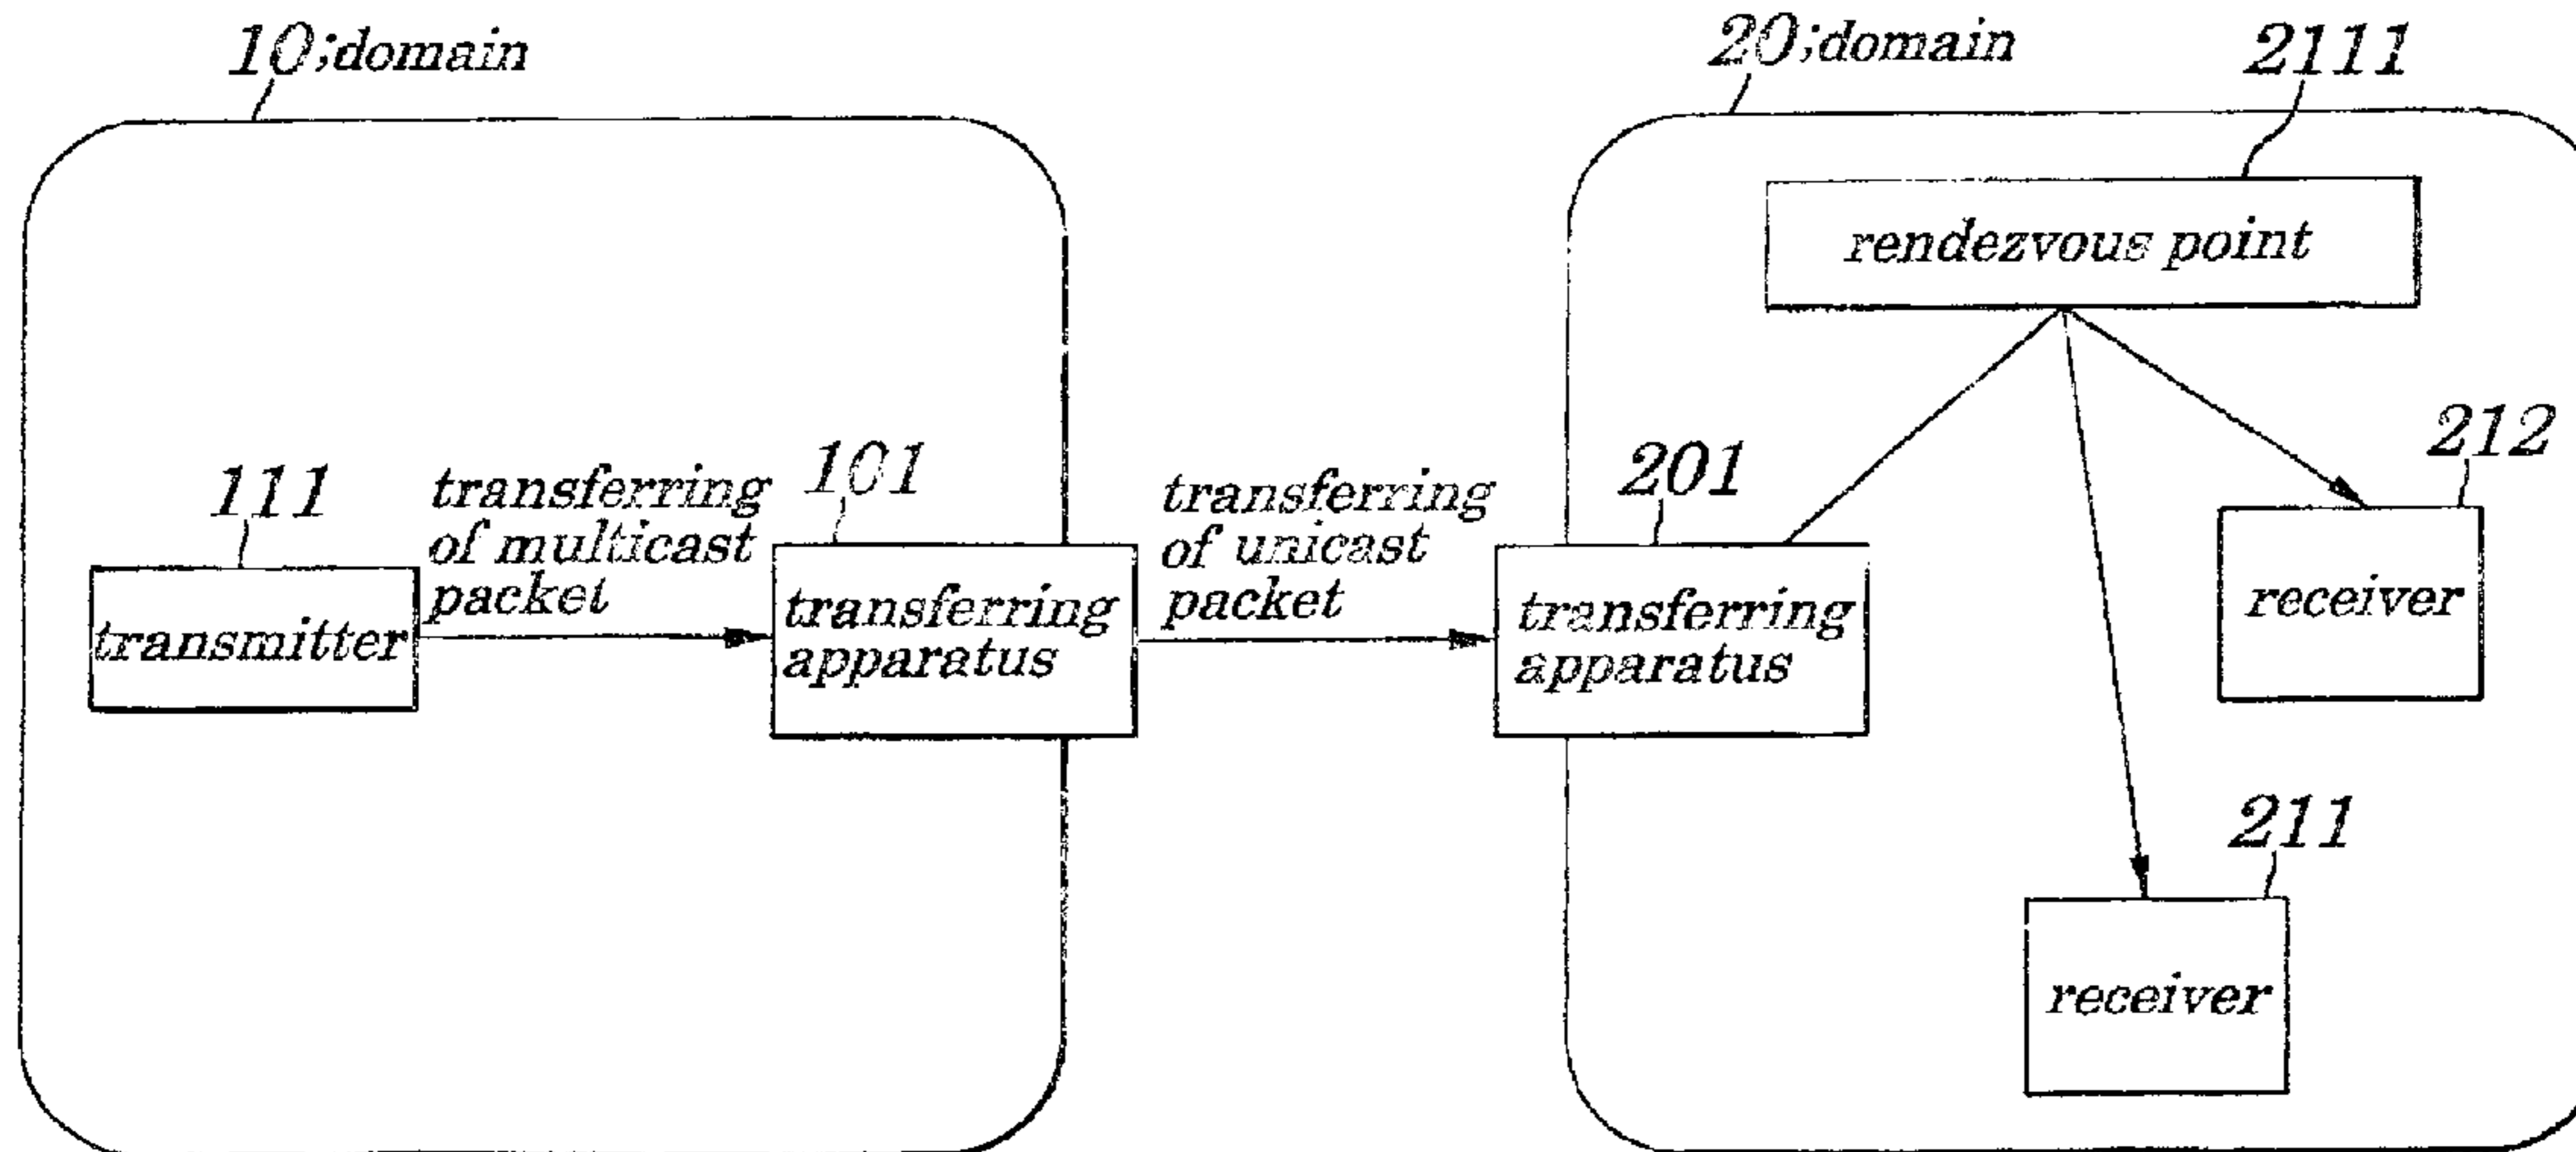 10;domain
20;domain
2111
rendezvous point
111
transferring
of multicast
packet
101
transferring
of unicast
packet
201
212
transmitter
transferring
apparatus
transferring
apparatus
receiver
211
receiver